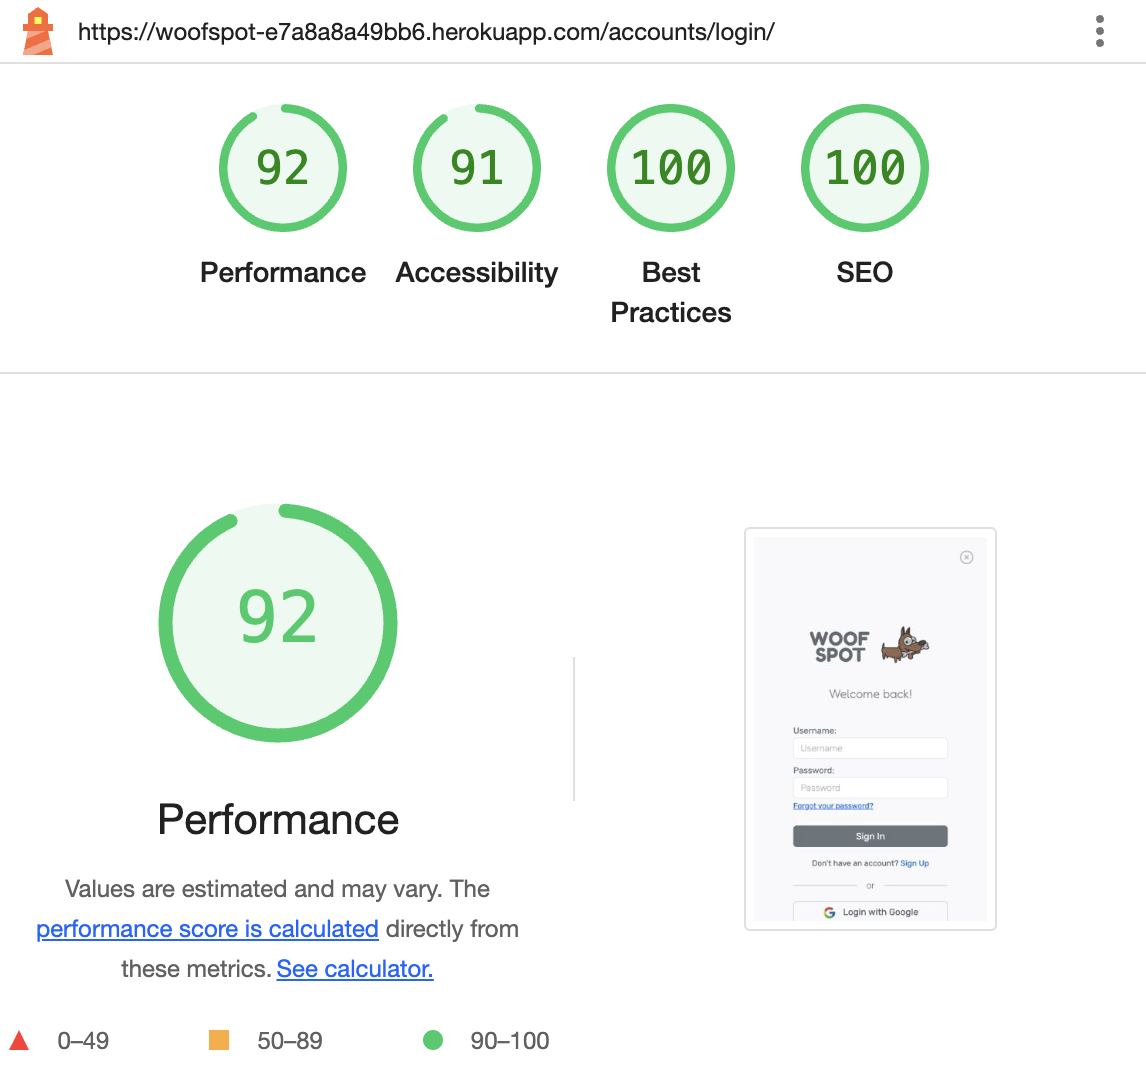 https://woofspot-e7a8a8a49bb6.herokuapp.com/accounts/login/
92
91
100
100
Performance
Accessibility
Best
Practices
SEO
92
Performance
Values are estimated and may vary. The
performance score is calculated directly from
these metrics. See calculator.
0–49
50–89
90–100
WOOF
SPOT
Welcome back!
Username:
Username
Password:
Password
Forgot your password?
Sign In
Don't have an account? Sign Up
or
Login with Google